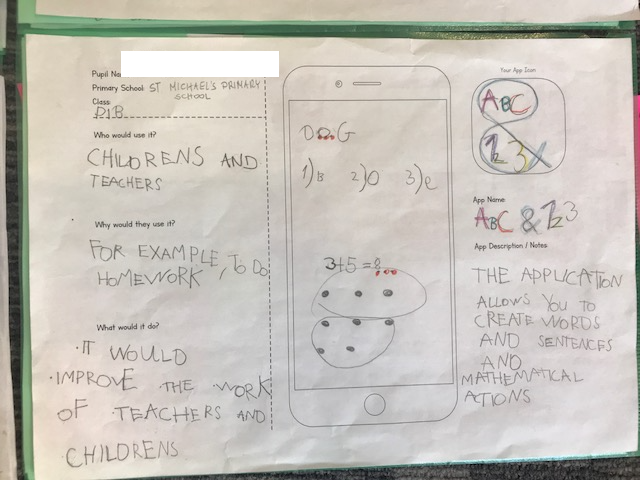 Pupil Na
Primary School: ST MICHAEL'S PRIMARY
SCHOOL
Class:
P1B
Who would use it?
CHILDRENS AND
TEACHERS
Why would they use it?
FOR EXAMPLE, TO DO
HOMEWORK
What would it do?
·IT WOULD
·IMPROVE THE WORK
OF TEACHERS AND
CHILDRENS
DOG
1)B 2)O 3)e
3+5=8
Your App Icon
ABC
123x
App Name:
ABC & 123
App Description / Notes:
THE APPLICATION
ALLOWS YOU TO
CREATE WORDS
AND SENTENCES
AND
MATHEMATICAL
ACTIONS